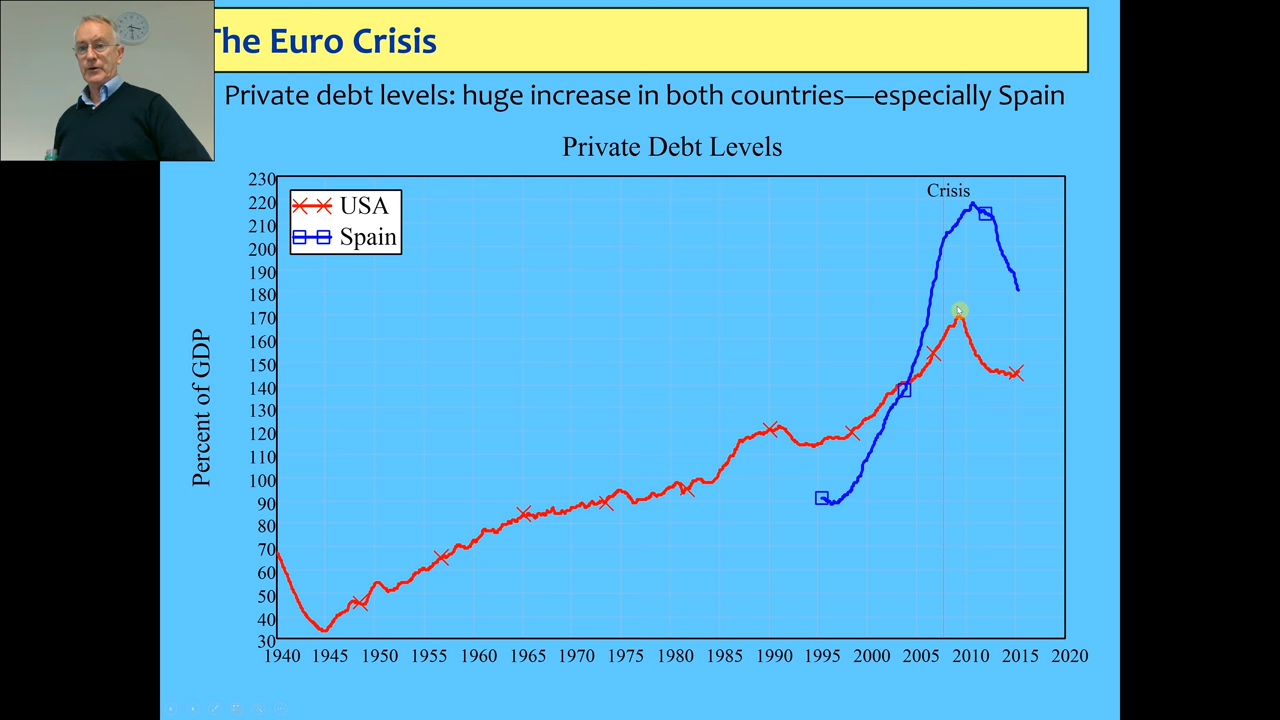 The Euro Crisis
Private debt levels: huge increase in both countries—especially Spain
Private Debt Levels
Percent of GDP
230
220
210
200
190
180
170
160
150
140
130
120
110
100
90
80
70
60
50
40
30
USA
Spain
Crisis
1940 1945 1950 1955 1960 1965 1970 1975 1980 1985 1990 1995 2000 2005 2010 2015 2020